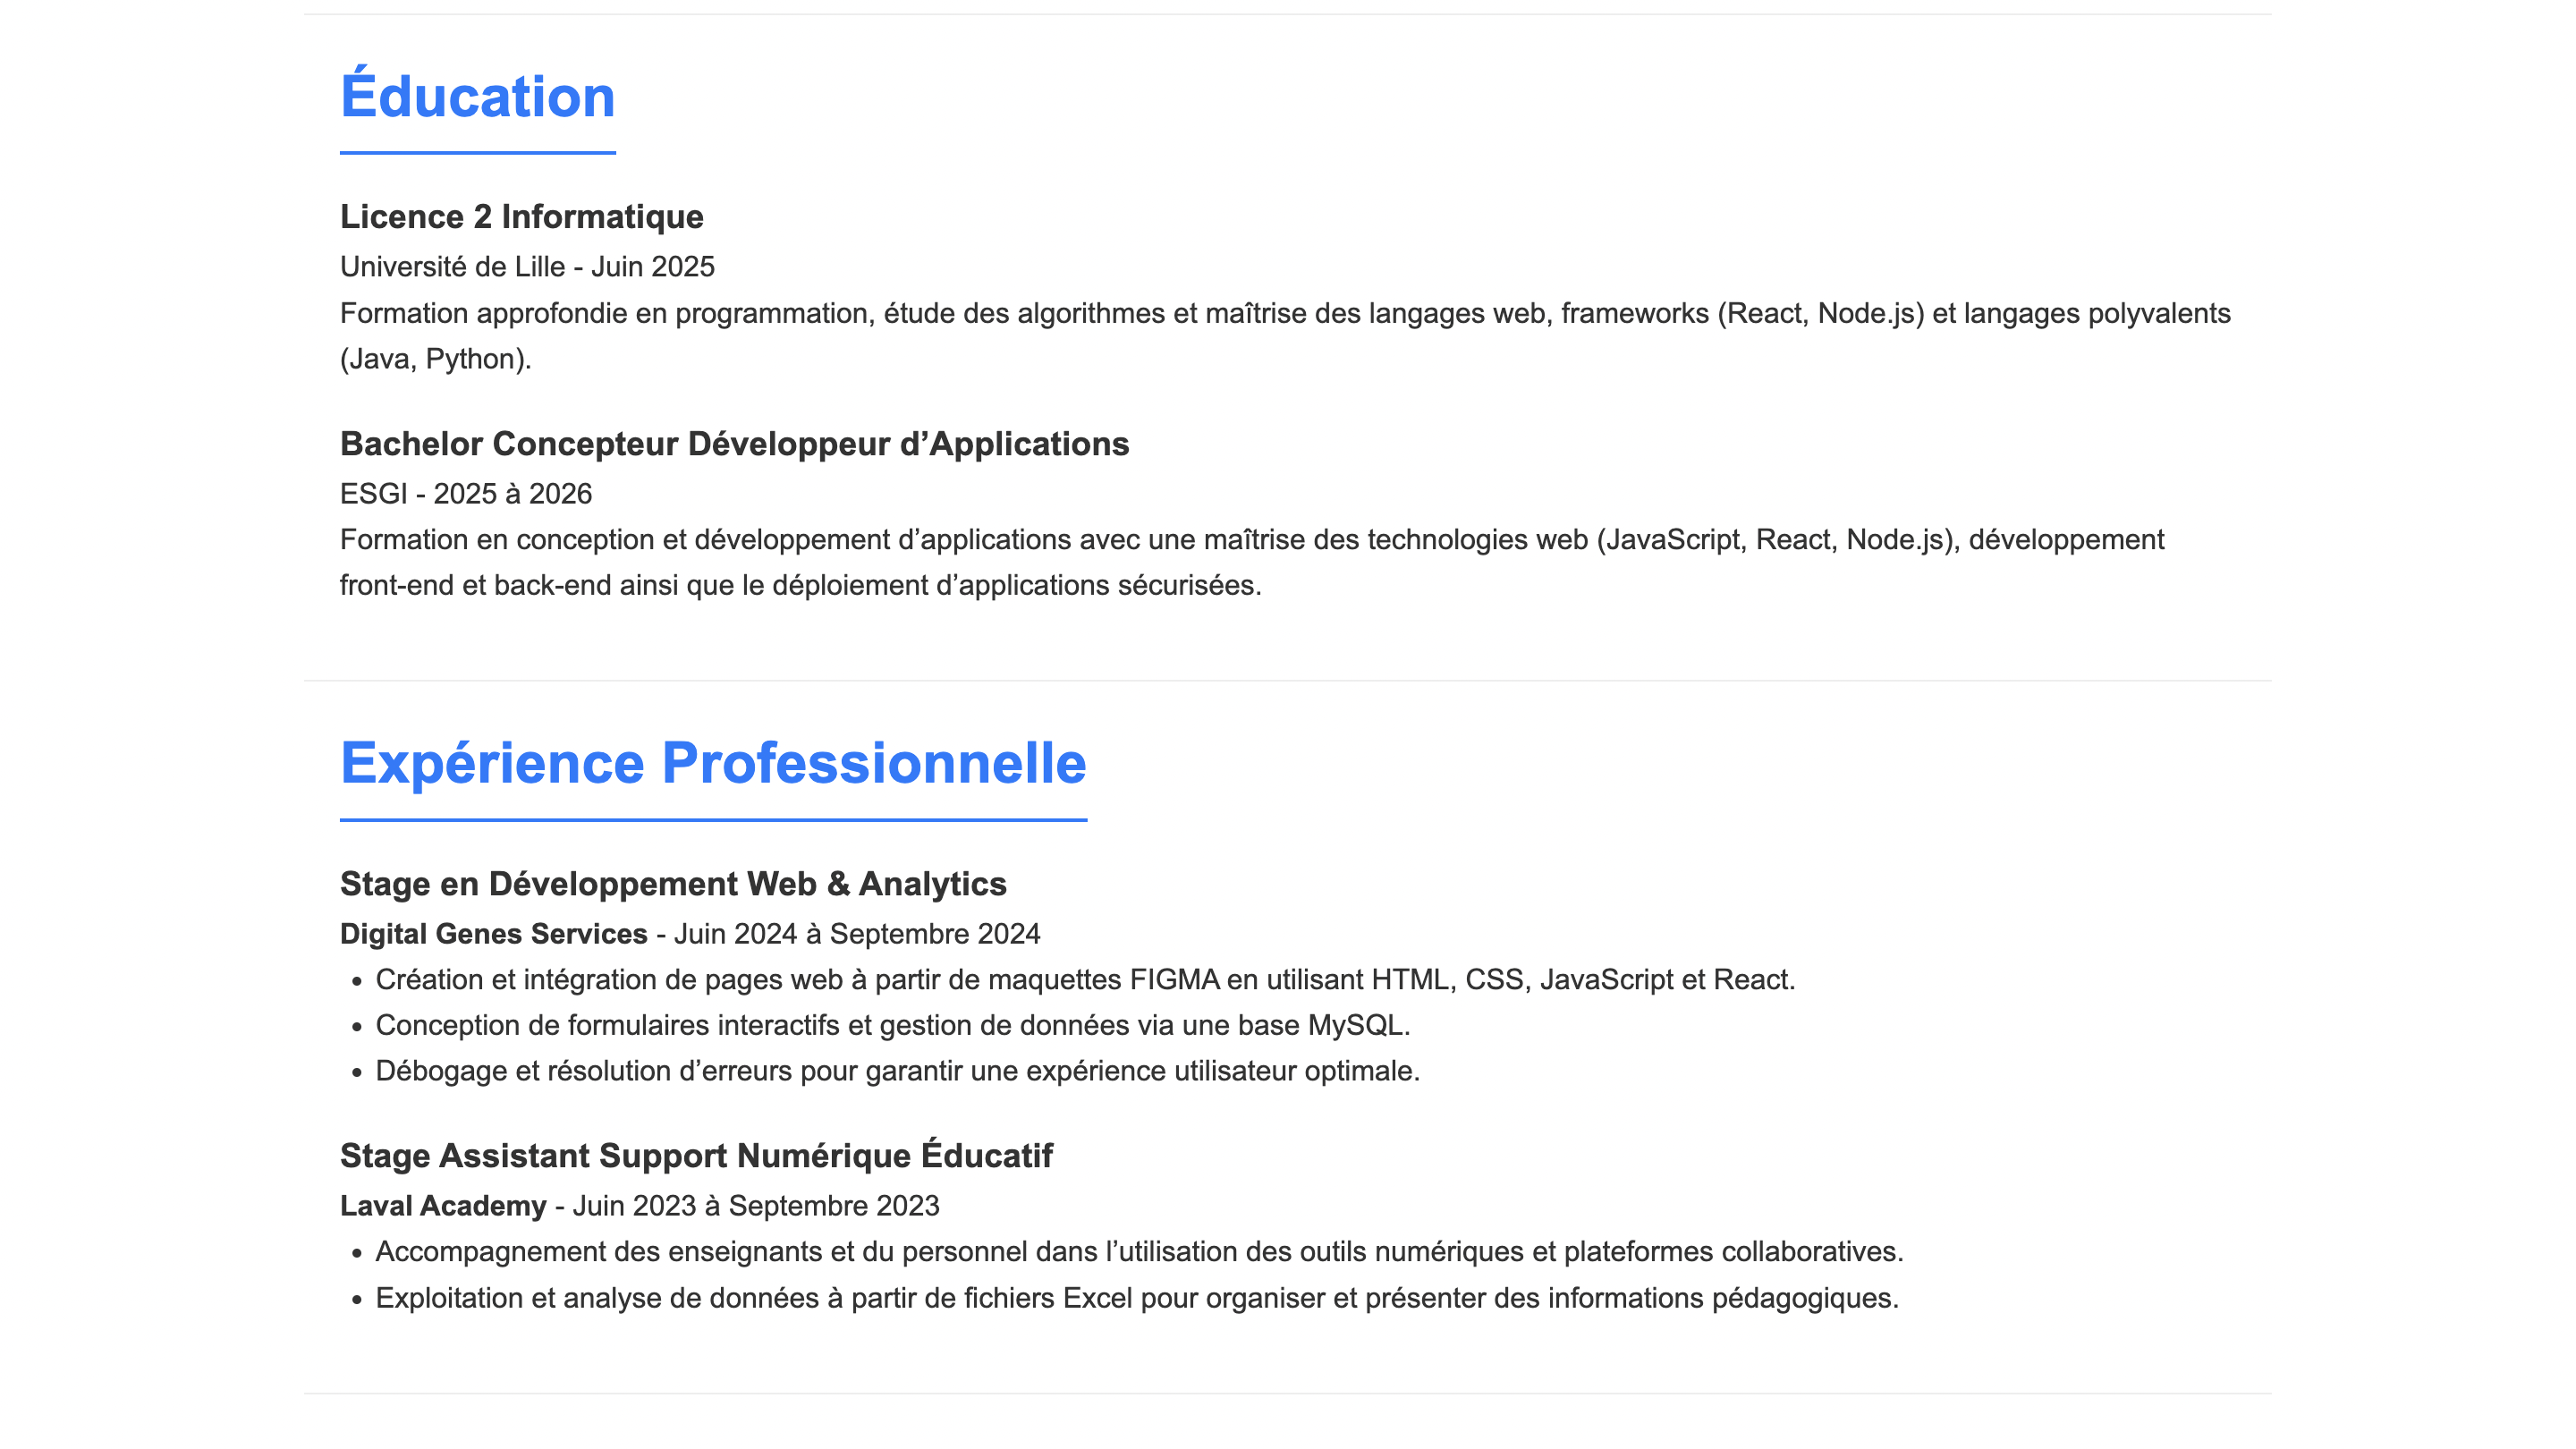 Éducation
Licence 2 Informatique
Université de Lille - Juin 2025
Formation approfondie en programmation, étude des algorithmes et maîtrise des langages web, frameworks (React, Node.js) et langages polyvalents
(Java, Python).
Bachelor Concepteur Développeur d’Applications
ESGI - 2025 à 2026
Formation en conception et développement d’applications avec une maîtrise des technologies web (JavaScript, React, Node.js), développement
front-end et back-end ainsi que le déploiement d’applications sécurisées.
Expérience Professionnelle
Stage en Développement Web & Analytics
Digital Genes Services - Juin 2024 à Septembre 2024
• Création et intégration de pages web à partir de maquettes FIGMA en utilisant HTML, CSS, JavaScript et React.
• Conception de formulaires interactifs et gestion de données via une base MySQL.
• Débogage et résolution d’erreurs pour garantir une expérience utilisateur optimale.
Stage Assistant Support Numérique Éducatif
Laval Academy - Juin 2023 à Septembre 2023
• Accompagnement des enseignants et du personnel dans l’utilisation des outils numériques et plateformes collaboratives.
• Exploitation et analyse de données à partir de fichiers Excel pour organiser et présenter des informations pédagogiques.